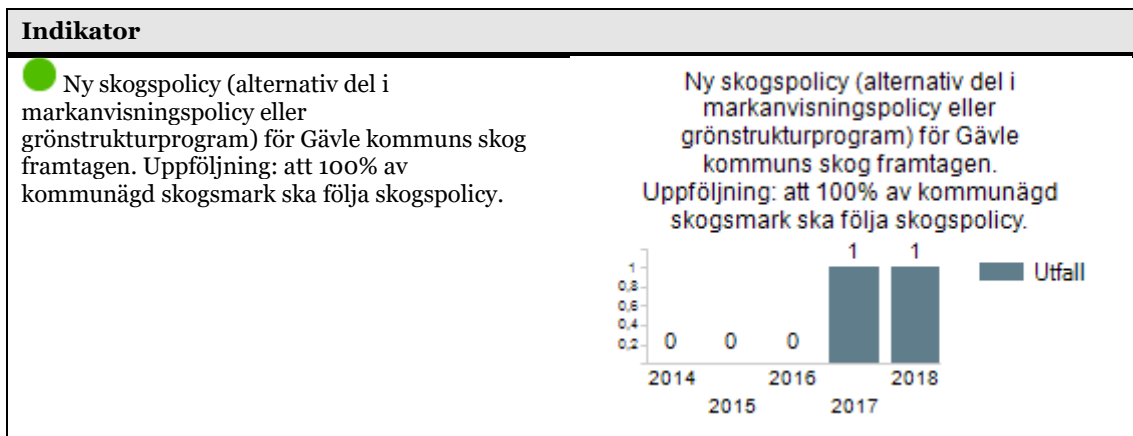 Indikator
Ny skogspolicy (alternativ del i
markanvisningspolicy eller
grönstrukturprogram) för Gävle kommuns skog
framtagen. Uppföljning: att 100% av
kommunägd skogsmark ska följa skogspolicy.
Ny skogspolicy (alternativ del i
markanvisningspolicy eller
grönstrukturprogram) för Gävle
kommuns skog framtagen.
Uppföljning: att 100% av kommunägd
skogsmark ska följa skogspolicy.
1 1
Utfall
1
0,8
0,6
0,4
0,2
0 0 0
2014 2016 2018
2015 2017